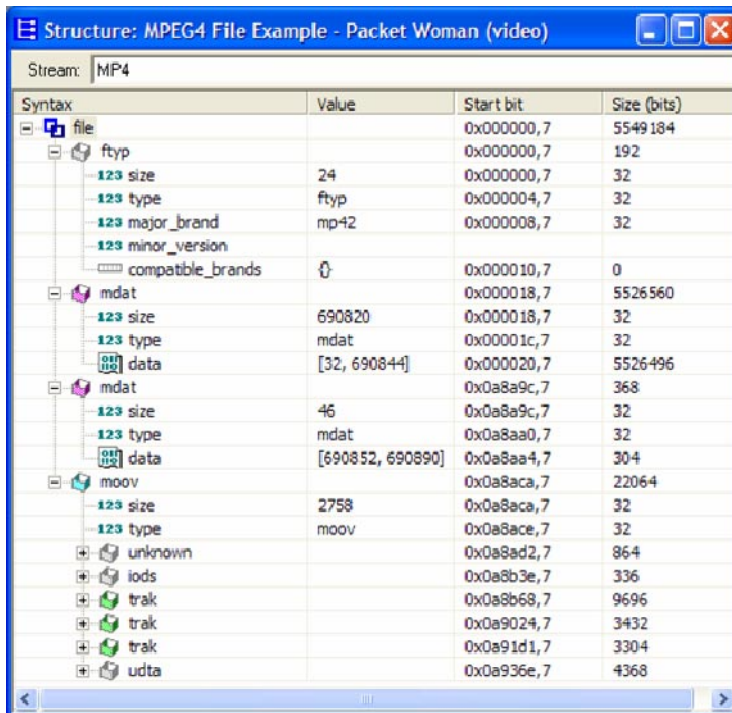 Structure: MPEG4 File Example - Packet Woman (video)
Stream: MP4
Syntax Value Start bit Size (bits)
file 0x000000,7 5549184
ftyp 0x000000,7 192
123 size 24 0x000000,7 32
123 type ftyp 0x000004,7 32
123 major_brand mp42 0x000008,7 32
123 minor_version
compatible_brands {} 0x000010,7 0
mdat 0x000018,7 5526560
123 size 690820 0x000018,7 32
123 type mdat 0x00001c,7 32
data [32, 690844] 0x000020,7 5526496
mdat 0x0a8a9c,7 368
123 size 46 0x0a8a9c,7 32
123 type mdat 0x0a8aa0,7 32
data [690852, 690890] 0x0a8aa4,7 304
moov 0x0a8aca,7 22064
123 size 2758 0x0a8aca,7 32
123 type moov 0x0a8ace,7 32
unknown 0x0a8ad2,7 864
iods 0x0a8b3e,7 336
trak 0x0a8b68,7 9696
trak 0x0a9024,7 3432
trak 0x0a91d1,7 3304
udta 0x0a936e,7 4368